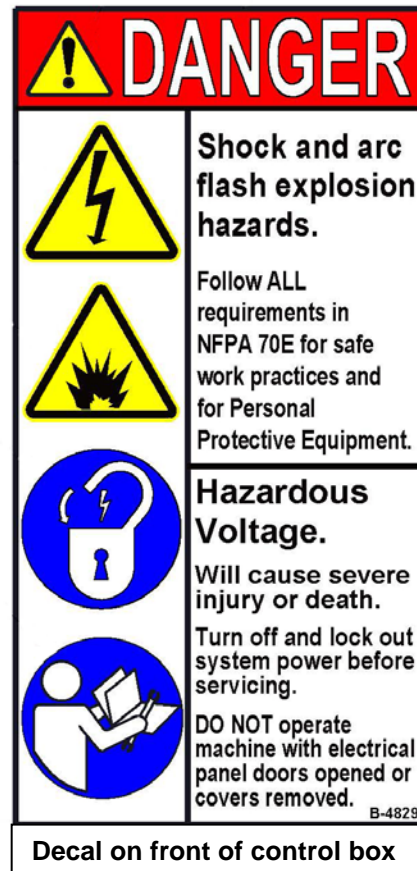 DANGER
Shock and arc
flash explosion
hazards.
Follow ALL
requirements in
NFPA 70E for safe
work practices and
for Personal
Protective Equipment.
Hazardous
Voltage.
Will cause severe
injury or death.
Turn off and lock out
system power before
servicing.
DO NOT operate
machine with electrical
panel doors opened or
covers removed.
B-4829
Decal on front of control box